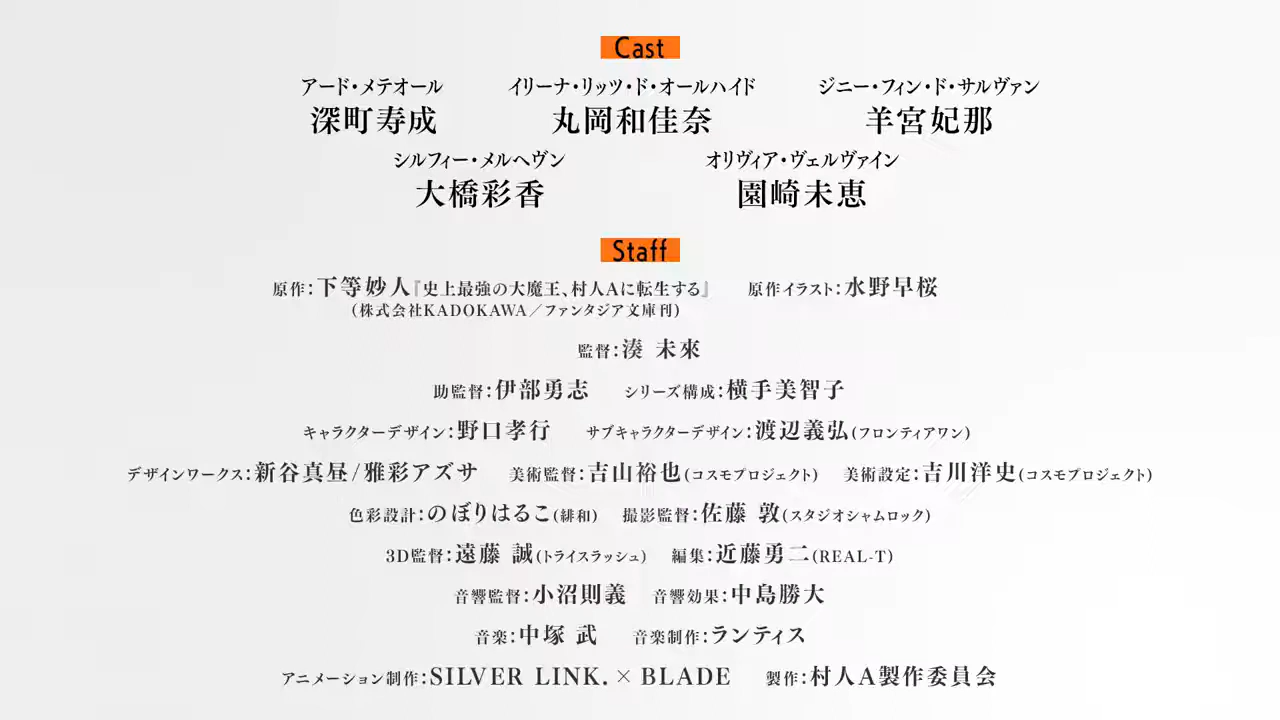 Cast
アード・メテオール　イリーナ・リッツ・ド・オールハイド　ジニー・フィン・ド・サルヴァン
深町寿成　丸岡和佳奈　羊宮妃那
シルフィー・メルヘヴン　オリヴィア・ヴェルヴァイン
大橋彩香　園崎未恵
Staff
原作：下等妙人『史上最強の大魔王、村人Aに転生する』　原作イラスト：水野早桜
（株式会社KADOKAWA／ファンタジア文庫刊）
監督：湊 未來
助監督：伊部勇志　シリーズ構成：横手美智子
キャラクターデザイン：野口孝行　サブキャラクターデザイン：渡辺義弘(フロンティアワン)
デザインワークス：新谷真昼/雅彩アズサ　美術監督：吉山裕也(コスモプロジェクト)　美術設定：吉川洋史(コスモプロジェクト)
色彩設計：のぼりはるこ(緋和)　撮影監督：佐藤 敦(スタジオシャムロック)
3D監督：遠藤 誠(トライスラッシュ)　編集：近藤勇二(REAL-T)
音響監督：小沼則義　音響効果：中島勝大
音楽：中塚 武　音楽制作：ランティス
アニメーション制作：SILVER LINK.×BLADE　製作：村人A製作委員会